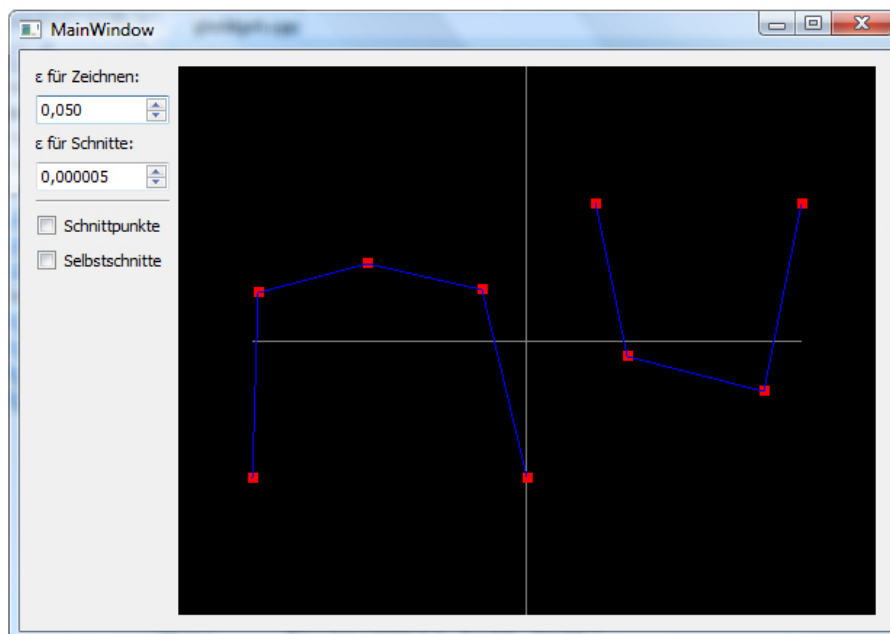 MainWindow
ε für Zeichnen:
0,050
ε für Schnitte:
0,000005
Schnittpunkte
Selbstschnitte